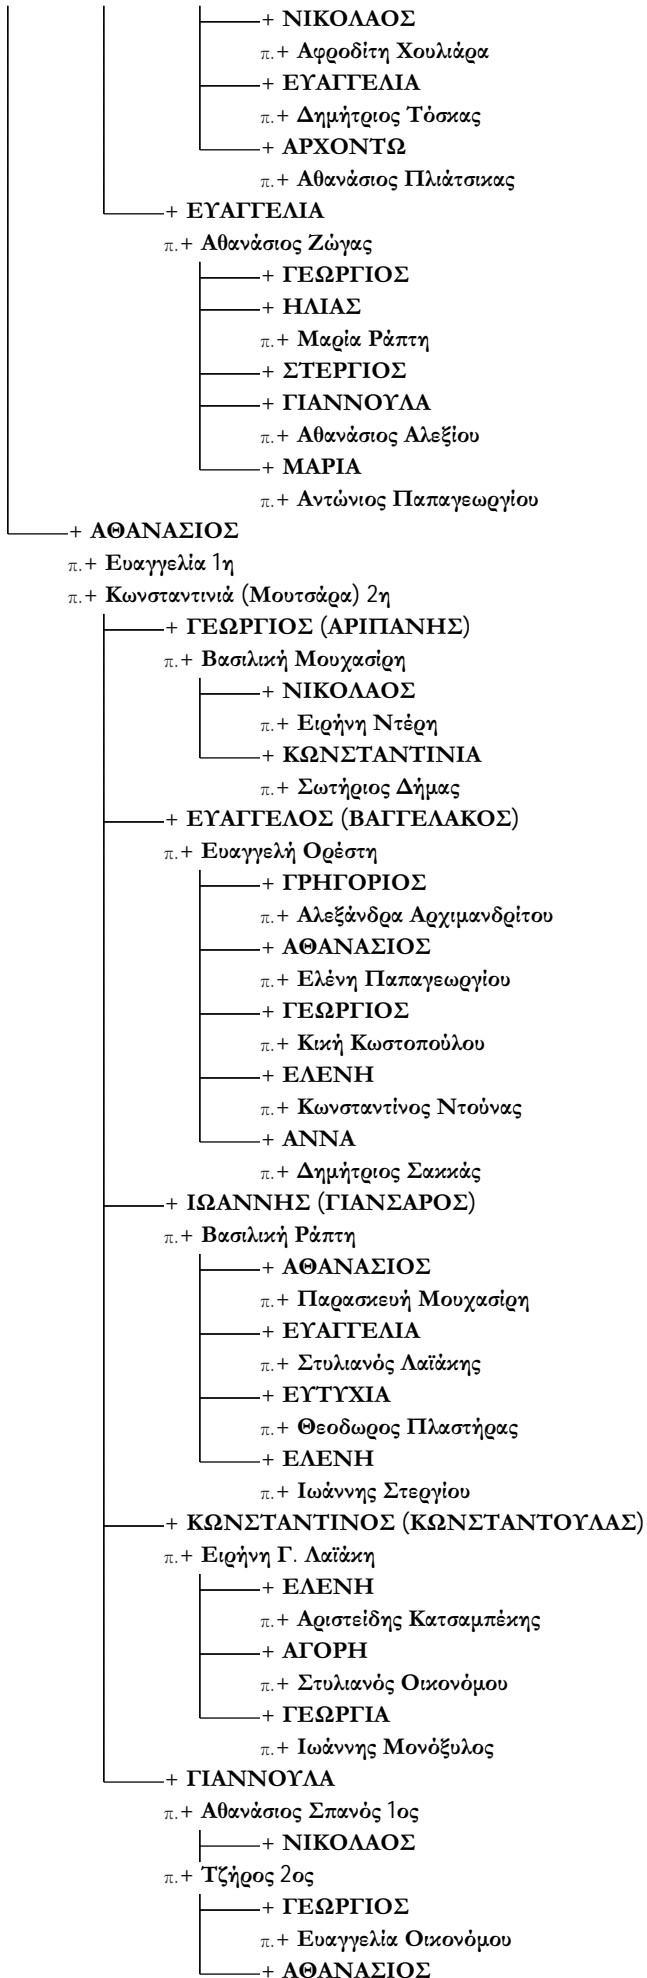 + ΝΙΚΟΛΑΟΣ
π.+ Αφροδίτη Χουλιάρα
+ ΕΥΑΓΓΕΛΙΑ
π.+ Δημήτριος Τόσκας
+ ΑΡΧΟΝΤΩ
π.+ Αθανάσιος Πλιάτσικας
+ ΕΥΑΓΓΕΛΙΑ
π.+ Αθανάσιος Ζώγας
+ ΓΕΩΡΓΙΟΣ
+ ΗΛΙΑΣ
π.+ Μαρία Ράπτη
+ ΣΤΕΡΓΙΟΣ
+ ΓΙΑΝΝΟΥΛΑ
π.+ Αθανάσιος Αλεξίου
+ ΜΑΡΙΑ
π.+ Αντώνιος Παπαγεωργίου
+ ΑΘΑΝΑΣΙΟΣ
π.+ Ευαγγελία 1η
π.+ Κωνσταντινιά (Μουτσάρα) 2η
+ ΓΕΩΡΓΙΟΣ (ΑΡΙΠΑΝΗΣ)
π.+ Βασιλική Μουχασίρη
+ ΝΙΚΟΛΑΟΣ
π.+ Ειρήνη Ντέρη
+ ΚΩΝΣΤΑΝΤΙΝΙΑ
π.+ Σωτήριος Δήμας
+ ΕΥΑΓΓΕΛΟΣ (ΒΑΓΓΕΛΑΚΟΣ)
π.+ Ευαγγελή Ορέστη
+ ΓΡΗΓΟΡΙΟΣ
π.+ Αλεξάνδρα Αρχιμανδρίτου
+ ΑΘΑΝΑΣΙΟΣ
π.+ Ελένη Παπαγεωργίου
+ ΓΕΩΡΓΙΟΣ
π.+ Κική Κωστοπούλου
+ ΕΛΕΝΗ
π.+ Κωνσταντίνος Ντούνας
+ ΑΝΝΑ
π.+ Δημήτριος Σακκάς
+ ΙΩΑΝΝΗΣ (ΓΙΑΝΣΑΡΟΣ)
π.+ Βασιλική Ράπτη
+ ΑΘΑΝΑΣΙΟΣ
π.+ Παρασκευή Μουχασίρη
+ ΕΥΑΓΓΕΛΙΑ
π.+ Στυλιανός Λαϊάκης
+ ΕΥΤΥΧΙΑ
π.+ Θεοδωρος Πλαστήρας
+ ΕΛΕΝΗ
π.+ Ιωάννης Στεργίου
+ ΚΩΝΣΤΑΝΤΙΝΟΣ (ΚΩΝΣΤΑΝΤΟΥΛΑΣ)
π.+ Ειρήνη Γ. Λαϊάκη
+ ΕΛΕΝΗ
π.+ Αριστείδης Κατσαμπέκης
+ ΑΓΟΡΗ
π.+ Στυλιανός Οικονόμου
+ ΓΕΩΡΓΙΑ
π.+ Ιωάννης Μονόξυλος
+ ΓΙΑΝΝΟΥΛΑ
π.+ Αθανάσιος Σπανός 1ος
+ ΝΙΚΟΛΑΟΣ
π.+ Τζήρος 2ος
+ ΓΕΩΡΓΙΟΣ
π.+ Ευαγγελία Οικονόμου
+ ΑΘΑΝΑΣΙΟΣ